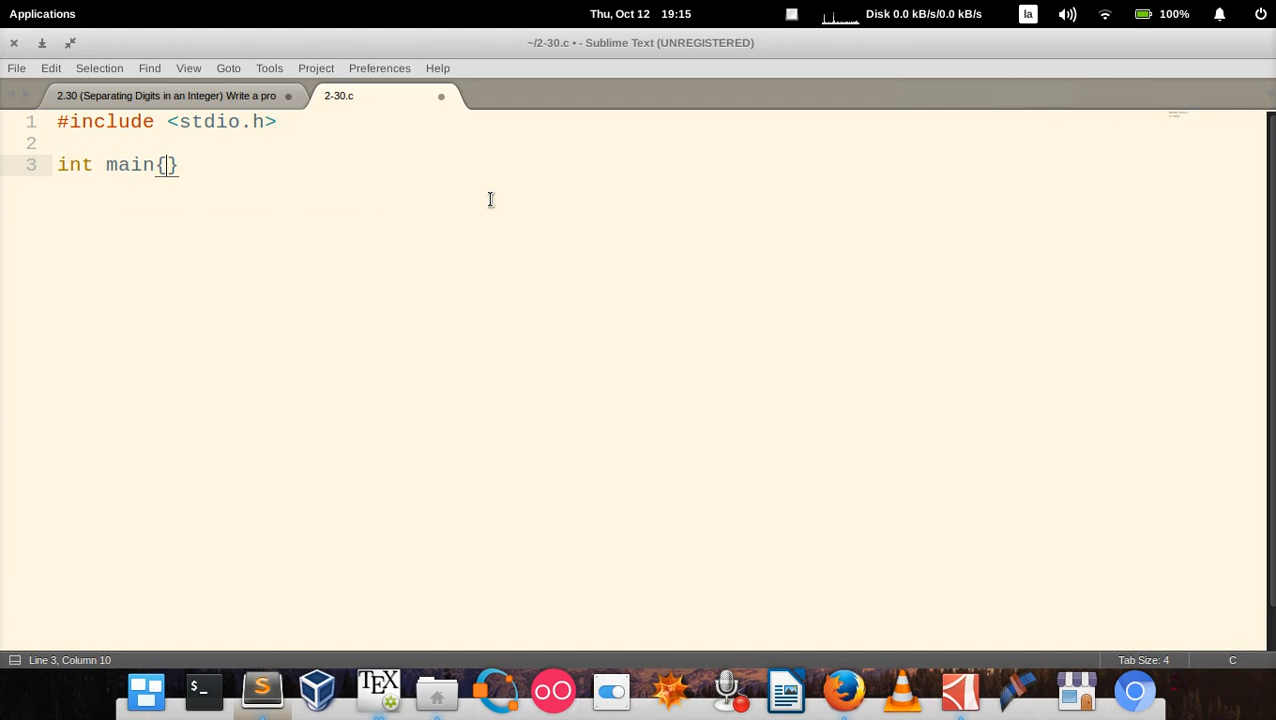 Applications
Thu, Oct 12 19:15
Disk 0.0 kB/s/0.0 kB/s
la
100%
~/2-30.c • - Sublime Text (UNREGISTERED)
File Edit Selection Find View Goto Tools Project Preferences Help
2.30 (Separating Digits in an Integer) Write a pro
2-30.c
1 #include <stdio.h>
2
3 int main{}
Line 3, Column 10
Tab Size: 4
C
>_
S
TEX